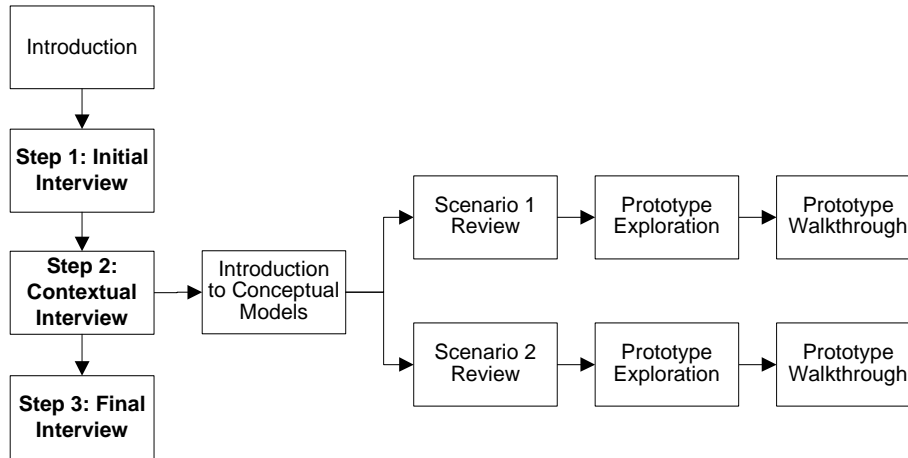 Introduction
Step 1: Initial
Interview
Step 2:
Contextual
Interview
Step 3: Final
Interview
Introduction
to Conceptual
Models
Scenario 1
Review
Prototype
Exploration
Prototype
Walkthrough
Scenario 2
Review
Prototype
Exploration
Prototype
Walkthrough